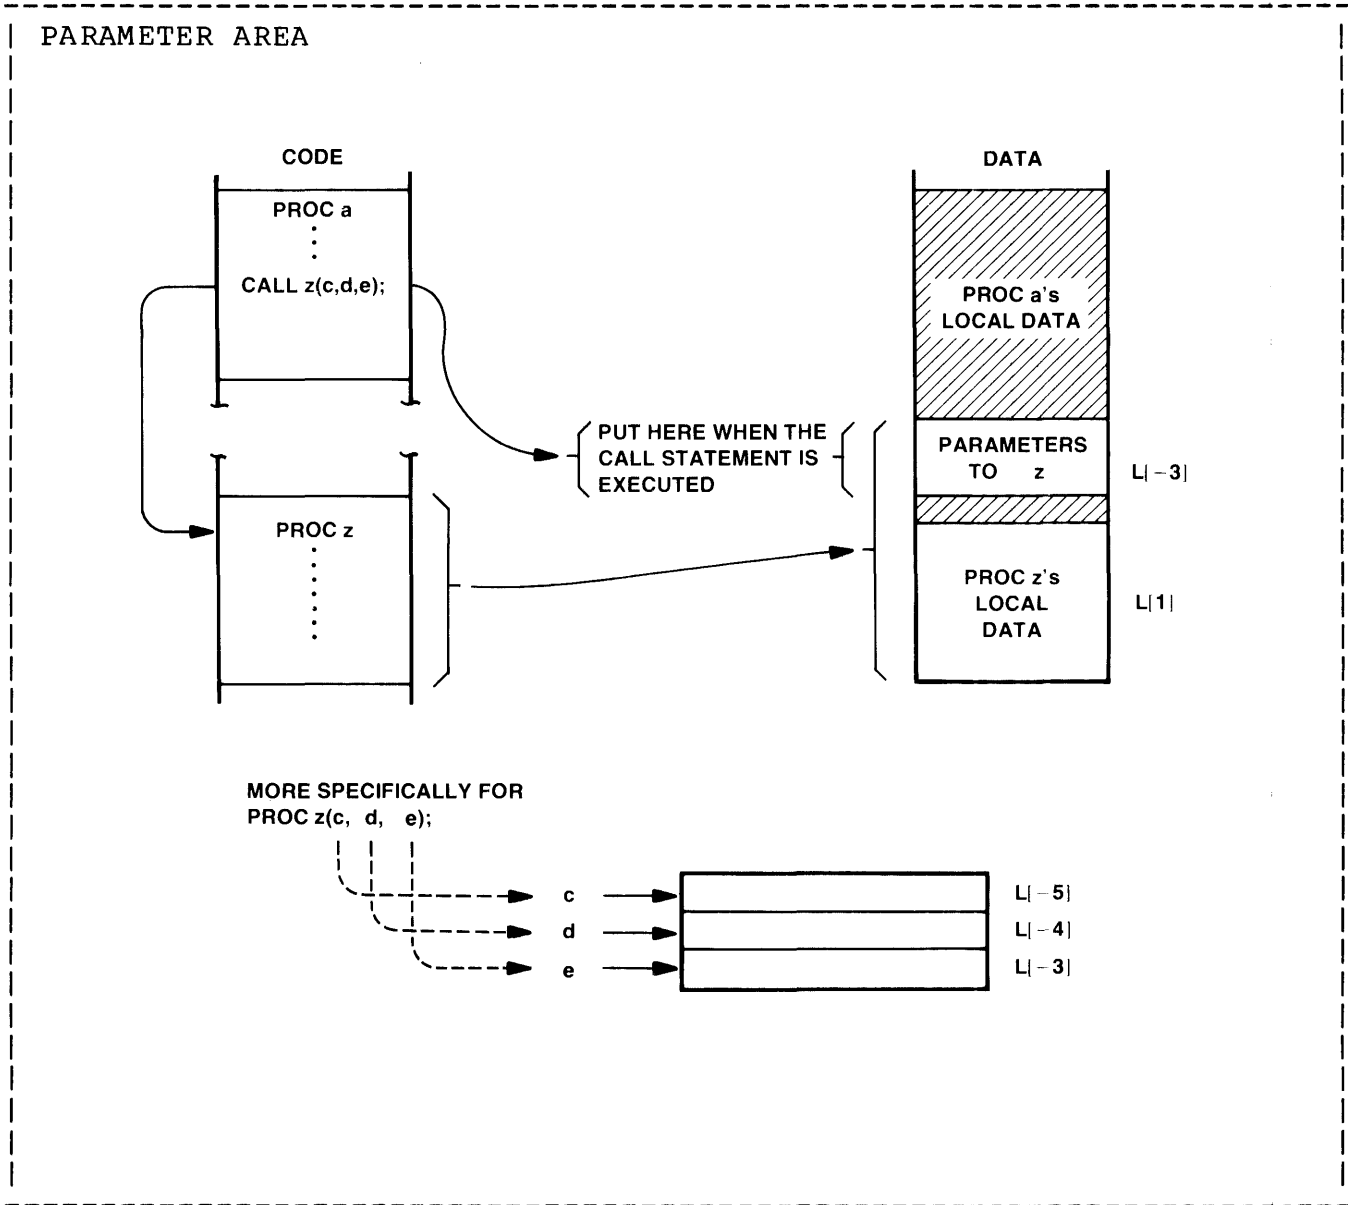 PARAMETER AREA
CODE
PROC a
CALL z(c,d,e);
PROC z
PUT HERE WHEN THE
CALL STATEMENT IS
EXECUTED
DATA
PROC a's
LOCAL DATA
PARAMETERS
TO z
L[-3]
PROC z's
LOCAL
DATA
L[1]
MORE SPECIFICALLY FOR
PROC z(c, d, e);
c L[-5]
d L[-4]
e L[-3]